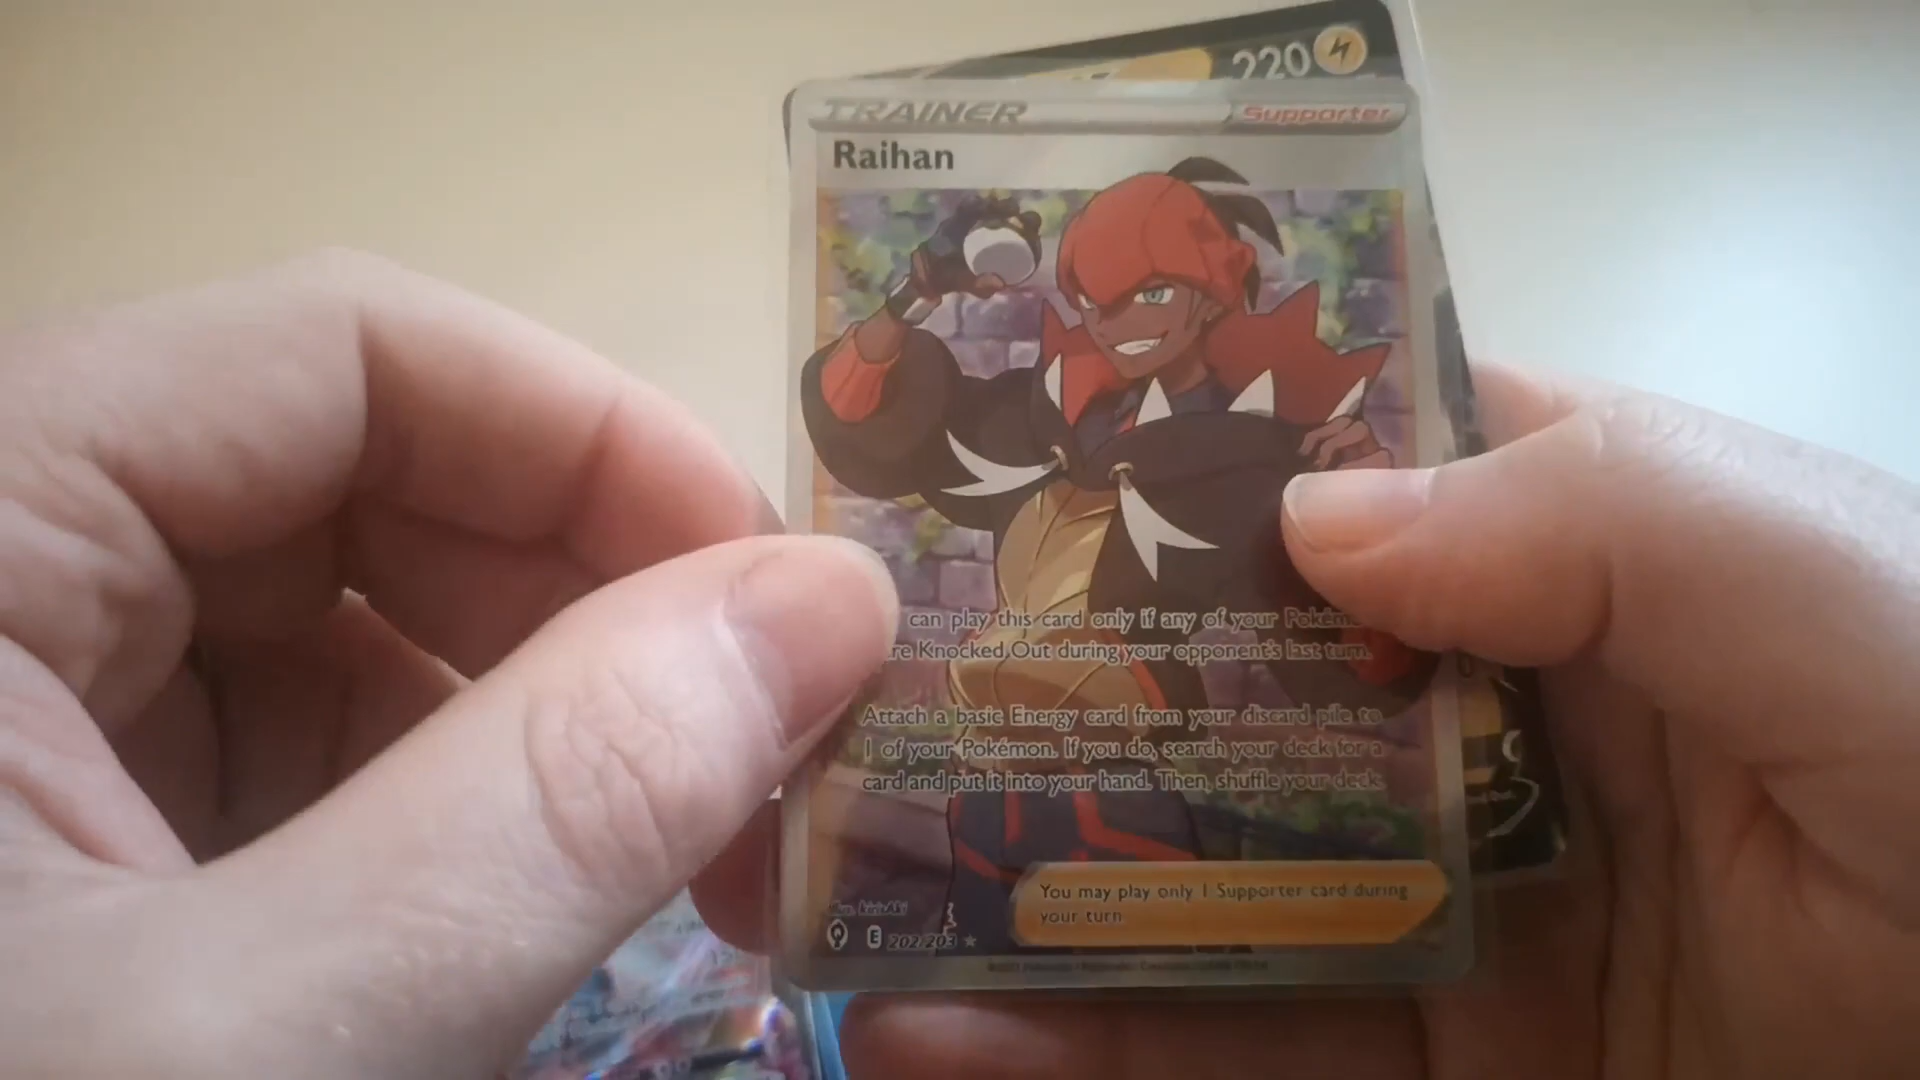 220
TRAINER
Supporter
Raihan
can play this card only if any of your Pokém
re Knocked Out during your opponent's last turn.
Attach a basic Energy card from your discard pile to
1 of your Pokémon. If you do, search your deck for a
card and put it into your hand. Then, shuffle your deck.
You may play only 1 Supporter card during
your turn.
illus. kirisAki
E 202/203